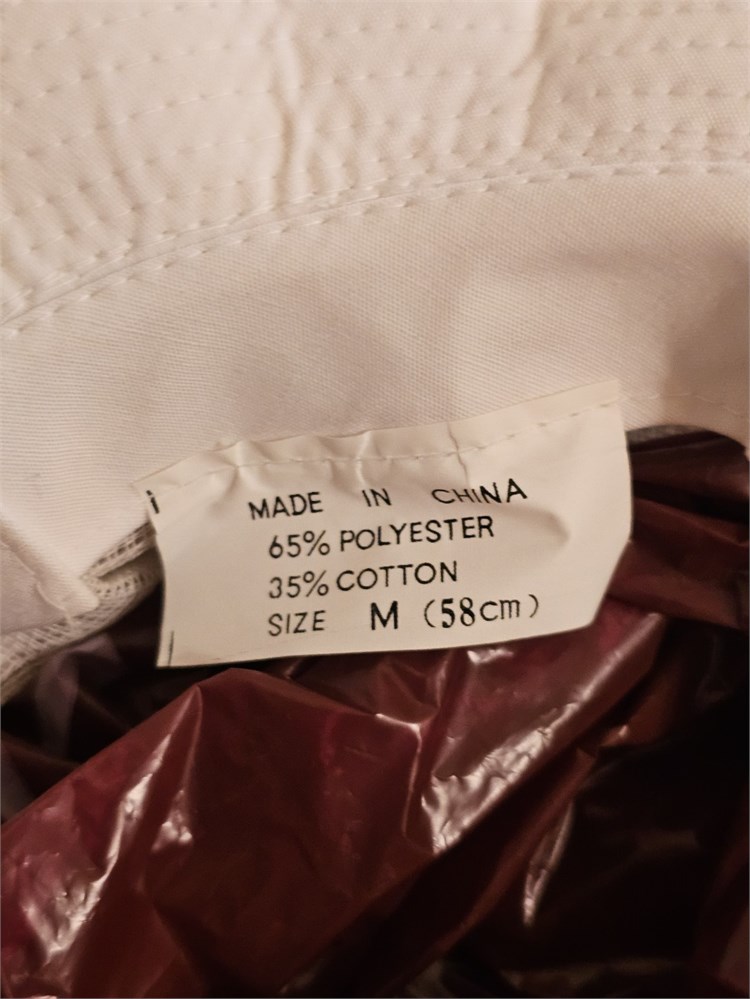 MADE IN CHINA
65% POLYESTER
35% COTTON
SIZE M (58cm)